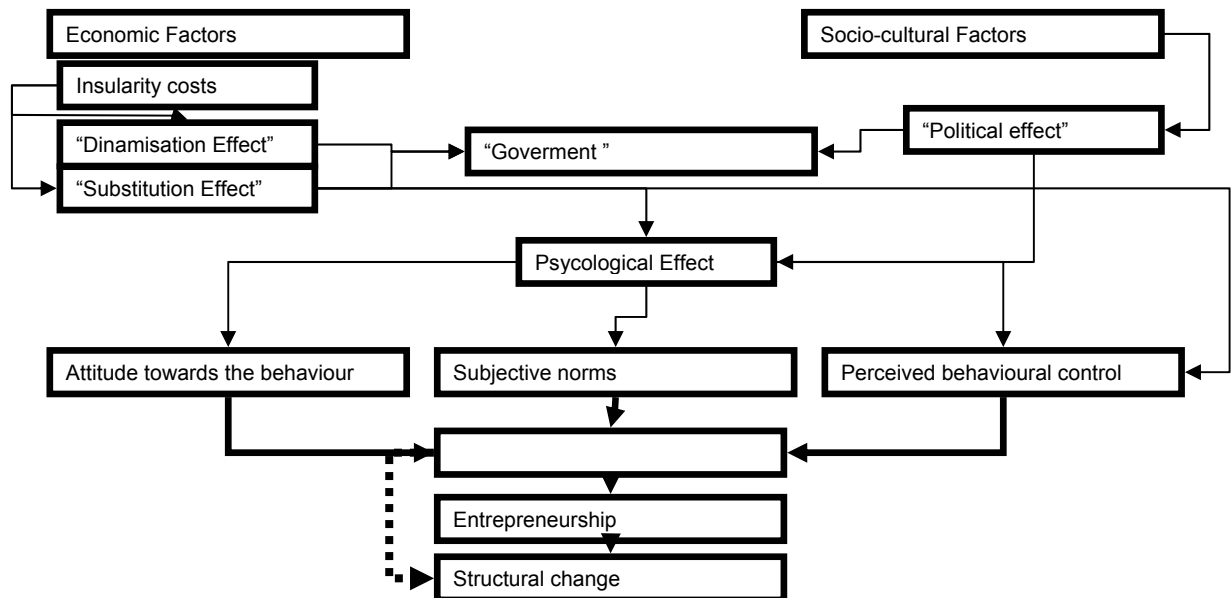 Economic Factors
Socio-cultural Factors
Insularity costs
“Dinamisation Effect”
“Goverment ”
“Political effect”
“Substitution Effect”
Psycological Effect
Attitude towards the behaviour
Subjective norms
Perceived behavioural control
Entrepreneurship
Structural change